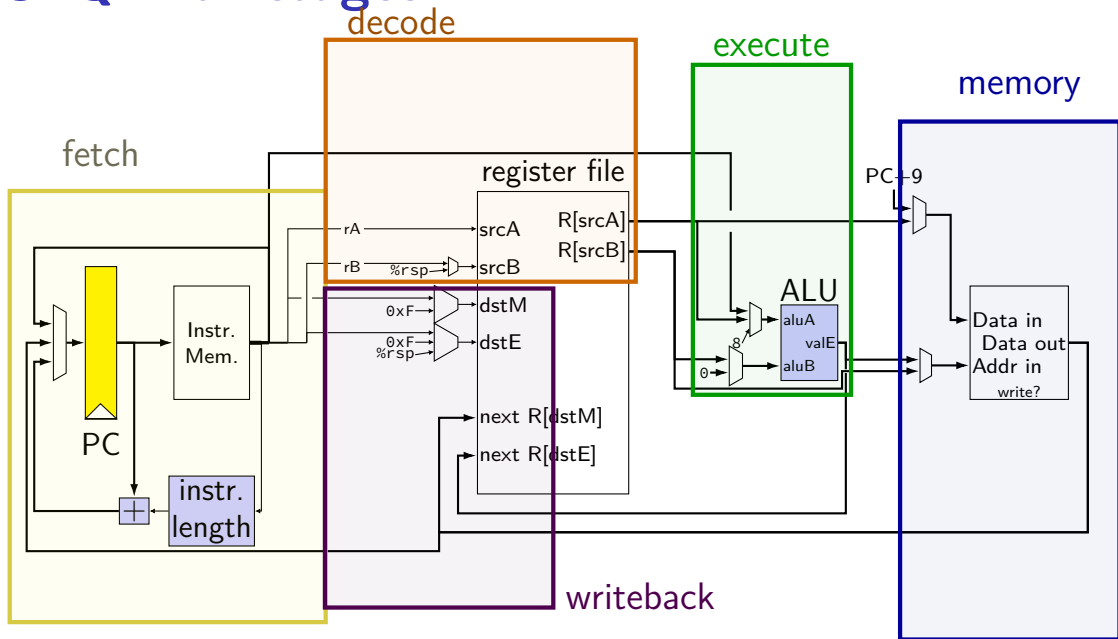 decode
execute
memory
fetch
register file
PC+9
rA
srcA
R[srcA]
R[srcB]
rB
%rsp
srcB
ALU
0xF
dstM
aluA
Instr.
Mem.
0xF
%rsp
dstE
8
valE
0
aluB
Data in
Data out
Addr in
write?
next R[dstM]
PC
next R[dstE]
instr.
length
+
writeback